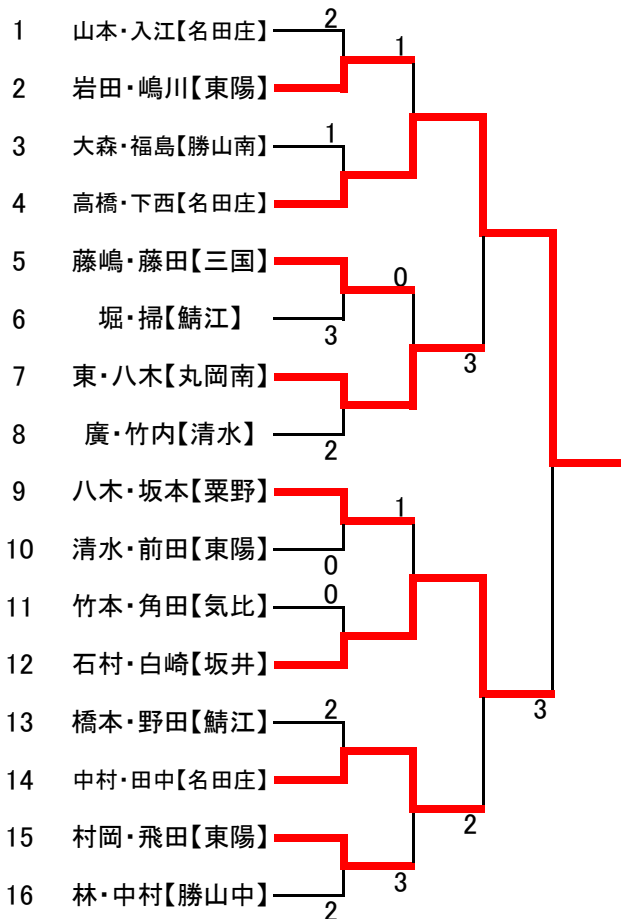 1 山本・入江【名田庄】 2
1
2 岩田・嶋川【東陽】
3 大森・福島【勝山南】 1
4 高橋・下西【名田庄】
5 藤嶋・藤田【三国】
0
6 堀・掃【鯖江】 3
3
7 東・八木【丸岡南】
8 廣・竹内【清水】 2
9 八木・坂本【粟野】
1
10 清水・前田【東陽】 0
11 竹本・角田【気比】 0
12 石村・白崎【坂井】
13 橋本・野田【鯖江】 2
3
14 中村・田中【名田庄】
2
15 村岡・飛田【東陽】
3
16 林・中村【勝山中】 2